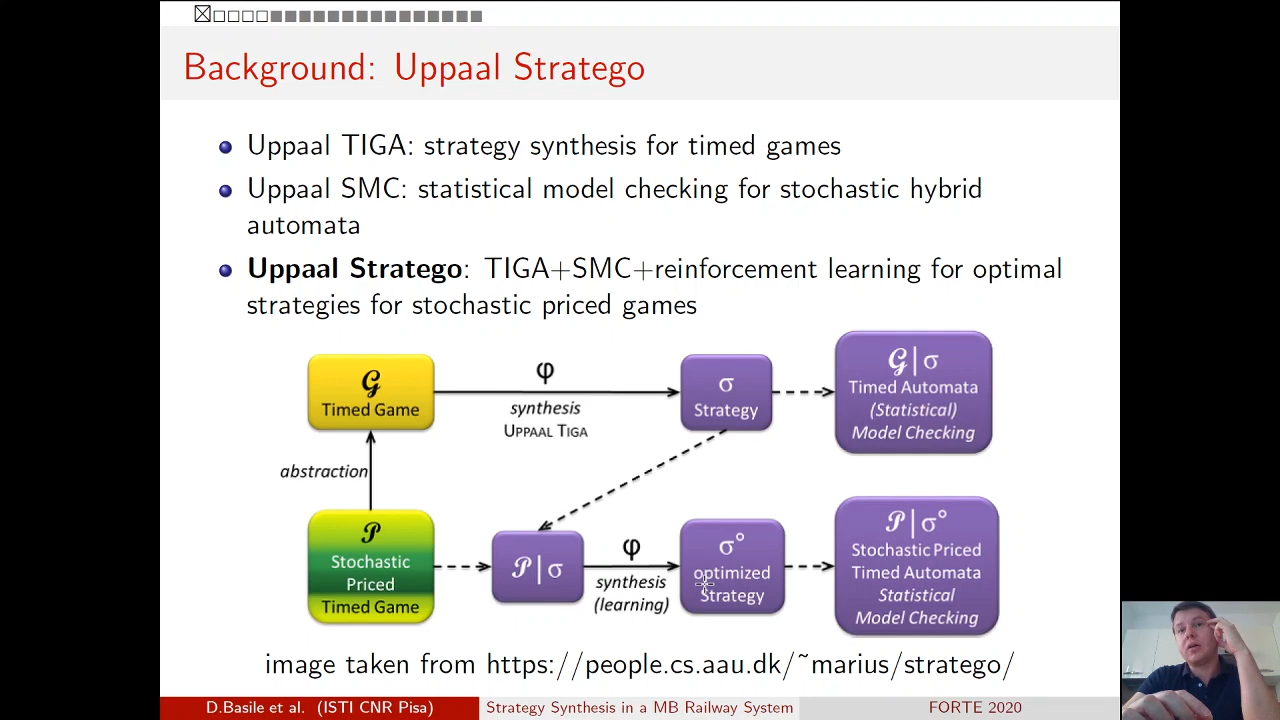 Background: Uppaal Stratego
Uppaal TIGA: strategy synthesis for timed games
Uppaal SMC: statistical model checking for stochastic hybrid
automata
Uppaal Stratego: TIGA+SMC+reinforcement learning for optimal
strategies for stochastic priced games
𝒢
Timed Game
φ
synthesis
UPPAAL TIGA
σ
Strategy
𝒢|σ
Timed Automata
(Statistical)
Model Checking
abstraction
𝒫
Stochastic
Priced
Timed Game
𝒫|σ
φ
synthesis
(learning)
σ°
optimized
Strategy
𝒫|σ°
Stochastic Priced
Timed Automata
Statistical
Model Checking
image taken from https://people.cs.aau.dk/~marius/stratego/
D.Basile et al. (ISTI CNR Pisa)
Strategy Synthesis in a MB Railway System
FORTE 2020